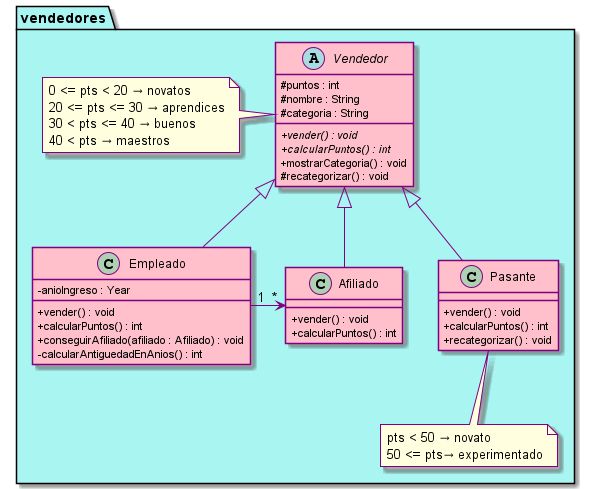 vendedores
0 <= pts < 20 → novatos
20 <= pts <= 30 → aprendices
30 < pts <= 40 → buenos
40 < pts → maestros
A Vendedor
#puntos : int
#nombre : String
#categoria : String
+vender() : void
+calcularPuntos() : int
+mostrarCategoria() : void
#recategorizar() : void
C Empleado
-anioIngreso : Year
+vender() : void
+calcularPuntos() : int
+conseguirAfiliado(afiliado : Afiliado) : void
-calcularAntiguedadEnAnios() : int
1 *
C Afiliado
+vender() : void
+calcularPuntos() : int
C Pasante
+vender() : void
+calcularPuntos() : int
+recategorizar() : void
pts < 50 → novato
50 <= pts→ experimentado